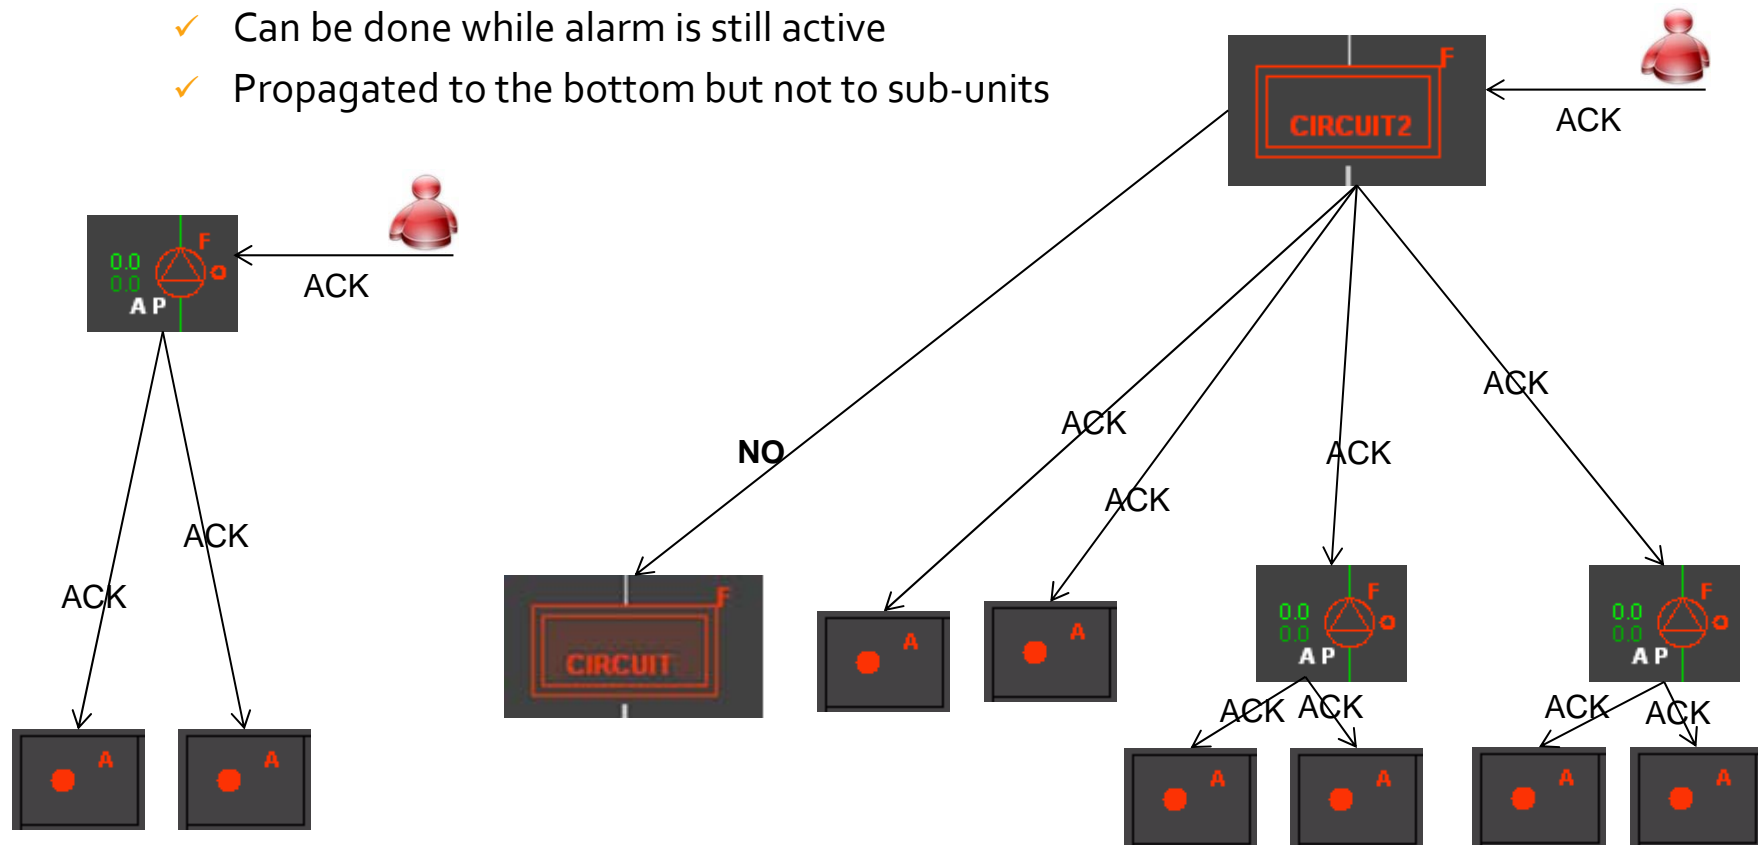 Can be done while alarm is still active
Propagated to the bottom but not to sub-units
F
CIRCUIT2
ACK
F
0.0
0.0
A P
ACK
ACK
ACK
NO
ACK
ACK
ACK
ACK
F
CIRCUIT
A
A
F
0.0
0.0
A P
F
0.0
0.0
A P
ACK
ACK
ACK
ACK
A
A
A
A
A
A